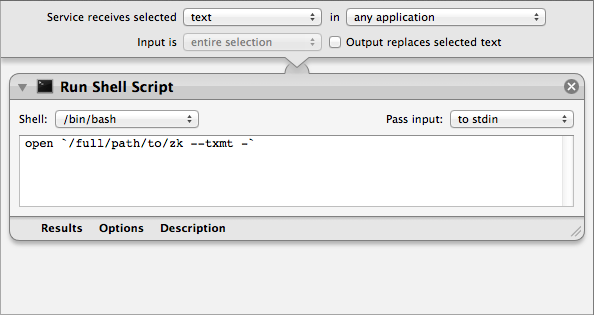 Service receives selected text in any application
Input is entire selection Output replaces selected text
Run Shell Script
Shell: /bin/bash Pass input: to stdin
open `/full/path/to/zk --txmt -`
Results Options Description